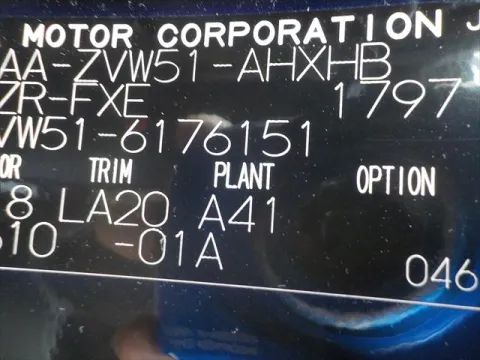 MOTOR CORPORATION J
AA-ZVW51-AHXHB
ZR-FXE 1797
VW51-6176151
OR TRIM PLANT OPTION
8 LA20 A41
610 -01A
046